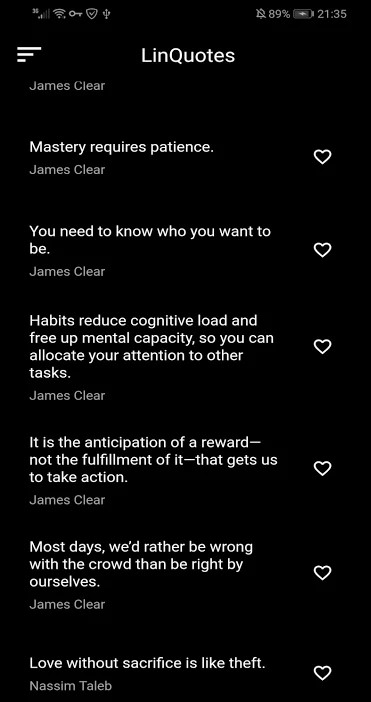 3G 89% 21:35
LinQuotes
James Clear
Mastery requires patience.
James Clear
You need to know who you want to
be.
James Clear
Habits reduce cognitive load and
free up mental capacity, so you can
allocate your attention to other
tasks.
James Clear
It is the anticipation of a reward—
not the fulfillment of it—that gets us
to take action.
James Clear
Most days, we’d rather be wrong
with the crowd than be right by
ourselves.
James Clear
Love without sacrifice is like theft.
Nassim Taleb